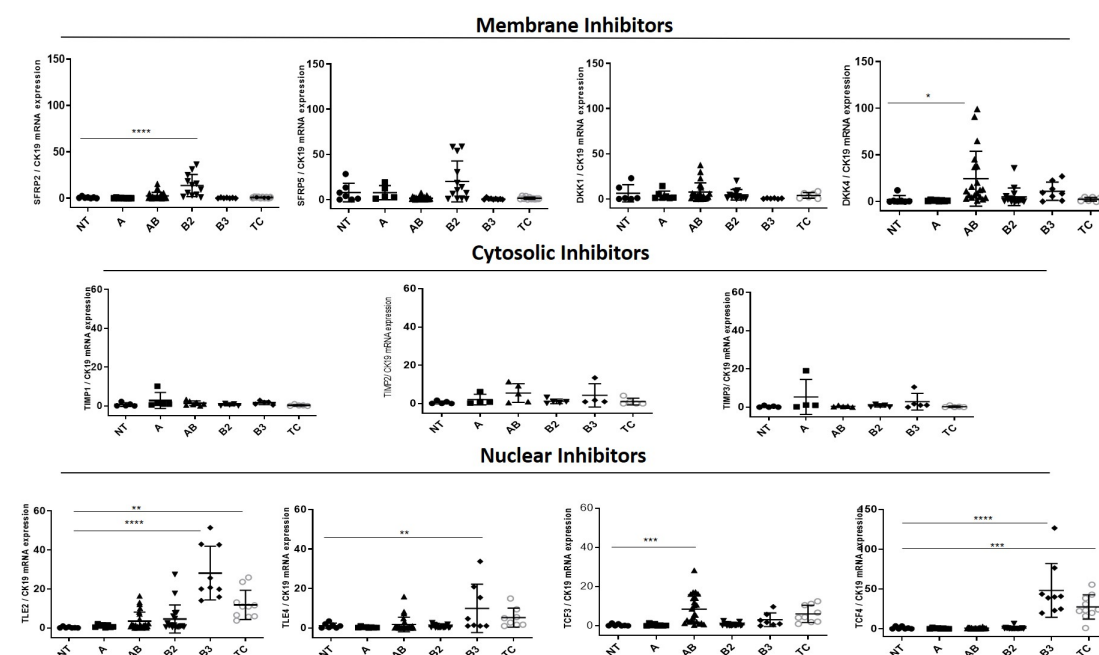 Membrane Inhibitors
SFRP2 / CK19 mRNA expression
150
100
50
0
****
NT A AB B2 B3 TC
SFRP5 / CK19 mRNA expression
150
100
50
0
NT A AB B2 B3 TC
DKK1 / CK19 mRNA expression
150
100
50
0
NT A AB B2 B3 TC
DKK4 / CK19 mRNA expression
150
100
50
0
*
NT A AB B2 B3 TC
Cytosolic Inhibitors
TIMP1 / CK19 mRNA expression
60
40
20
0
NT A AB B2 B3 TC
TIMP2/ CK19 mRNA expression
60
40
20
0
NT A AB B2 B3 TC
TIMP3/ CK19 mRNA expression
60
40
20
0
NT A AB B2 B3 TC
Nuclear Inhibitors
TLE2 / CK19 mRNA expression
60
40
20
0
**
****
NT A AB B2 B3 TC
TLE4 / CK19 mRNA expression
60
40
20
0
**
NT A AB B2 B3 TC
TCF3 / CK19 mRNA expression
60
40
20
0
***
NT A AB B2 B3 TC
TCF4 / CK19 mRNA expression
150
100
50
0
****
***
NT A AB B2 B3 TC